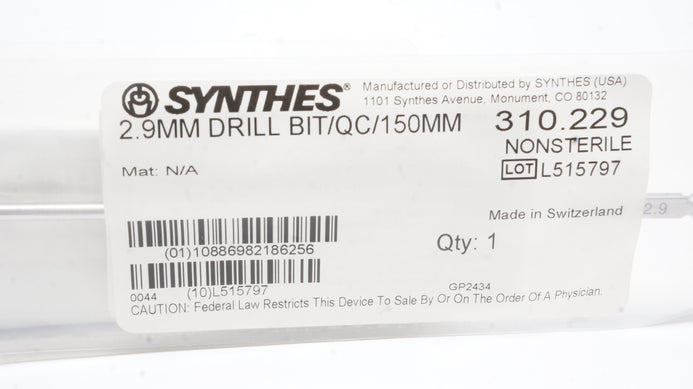 SYNTHES®
Manufactured or Distributed by SYNTHES (USA)
1101 Synthes Avenue, Monument, CO 80132
2.9MM DRILL BIT/QC/150MM
310.229
NONSTERILE
LOT L515797
Mat: N/A
Made in Switzerland
2.9
(01)10886982186256
Qty: 1
0044
(10)L515797
GP2434
CAUTION: Federal Law Restricts This Device To Sale By Or On The Order Of A Physician.